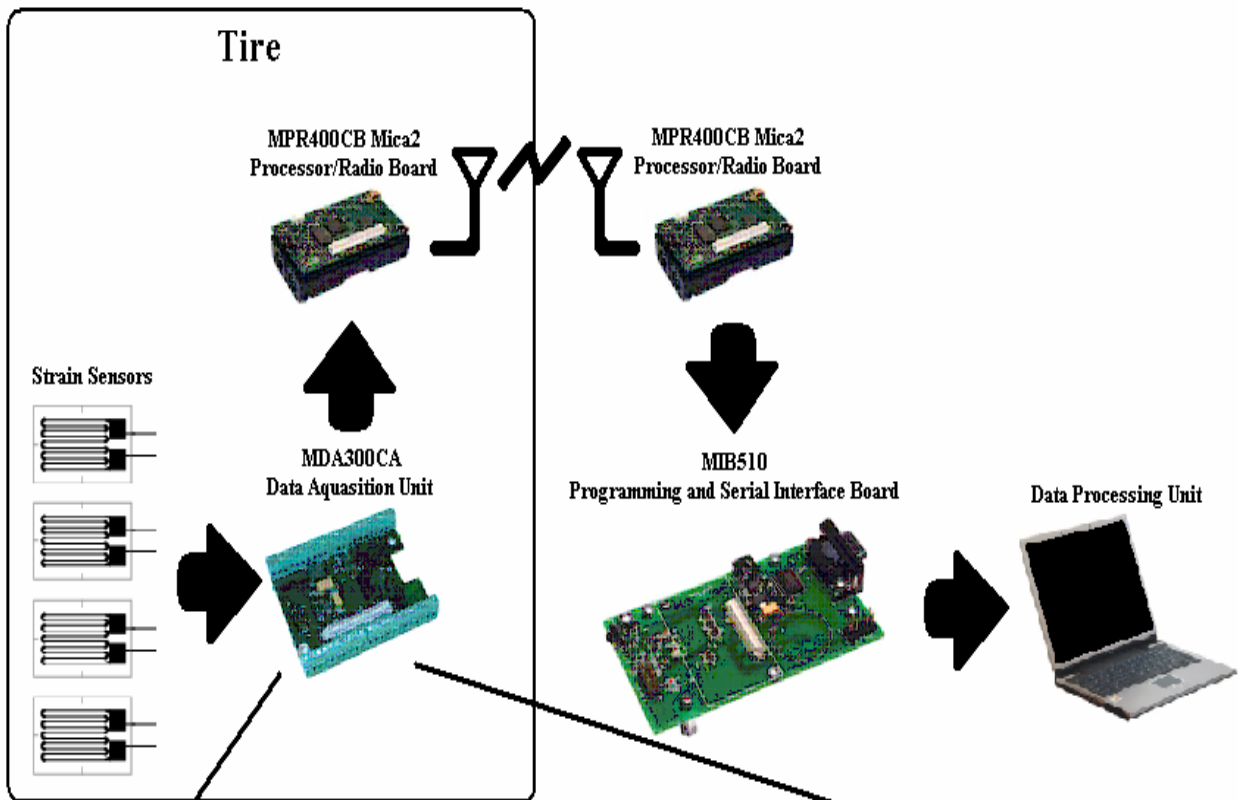 Tire
MPR400CB Mica2
Processor/Radio Board
MPR400CB Mica2
Processor/Radio Board
Strain Sensors
MDA300CA
Data Aquasition Unit
MIB510
Programming and Serial Interface Board
Data Processing Unit